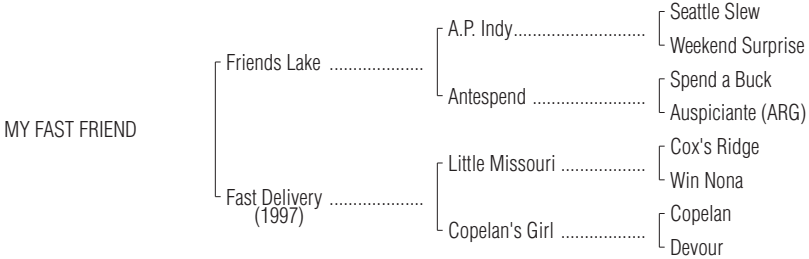 Seattle Slew
A.P. Indy..............................
Weekend Surprise
Friends Lake .....................
Spend a Buck
Antespend .........................
Auspiciante (ARG)
MY FAST FRIEND
Cox's Ridge
Little Missouri ...................
Win Nona
Fast Delivery .....................
(1997)
Copelan
Copelan's Girl ...................
Devour